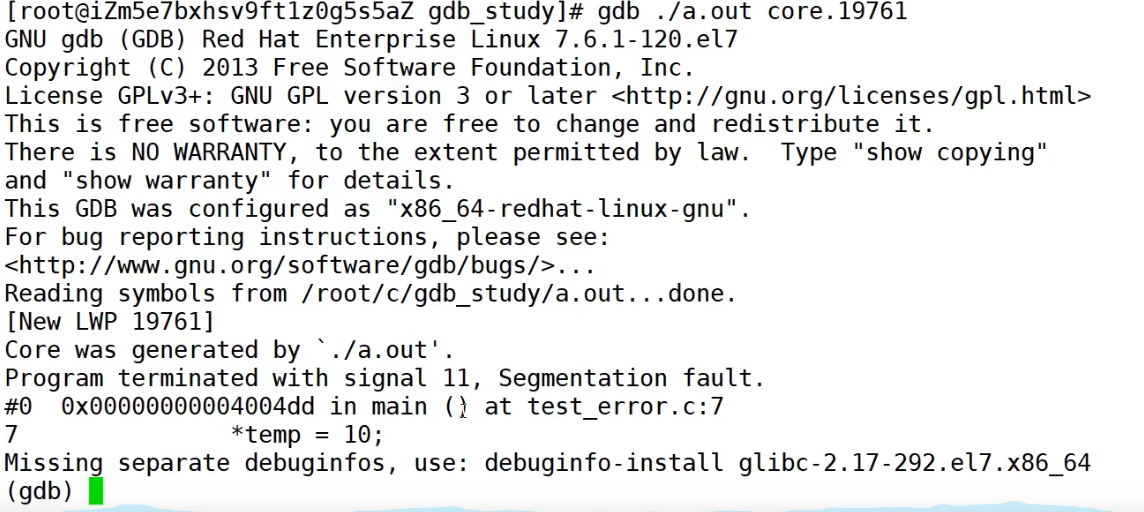 [root@iZm5e7bxhsv9ft1z0g5s5aZ gdb_study]# gdb ./a.out core.19761
GNU gdb (GDB) Red Hat Enterprise Linux 7.6.1-120.el7
Copyright (C) 2013 Free Software Foundation, Inc.
License GPLv3+: GNU GPL version 3 or later <http://gnu.org/licenses/gpl.html>
This is free software: you are free to change and redistribute it.
There is NO WARRANTY, to the extent permitted by law.  Type "show copying"
and "show warranty" for details.
This GDB was configured as "x86_64-redhat-linux-gnu".
For bug reporting instructions, please see:
<http://www.gnu.org/software/gdb/bugs/>...
Reading symbols from /root/c/gdb_study/a.out...done.
[New LWP 19761]
Core was generated by `./a.out'.
Program terminated with signal 11, Segmentation fault.
#0  0x00000000004004dd in main () at test_error.c:7
7               *temp = 10;
Missing separate debuginfos, use: debuginfo-install glibc-2.17-292.el7.x86_64
(gdb)